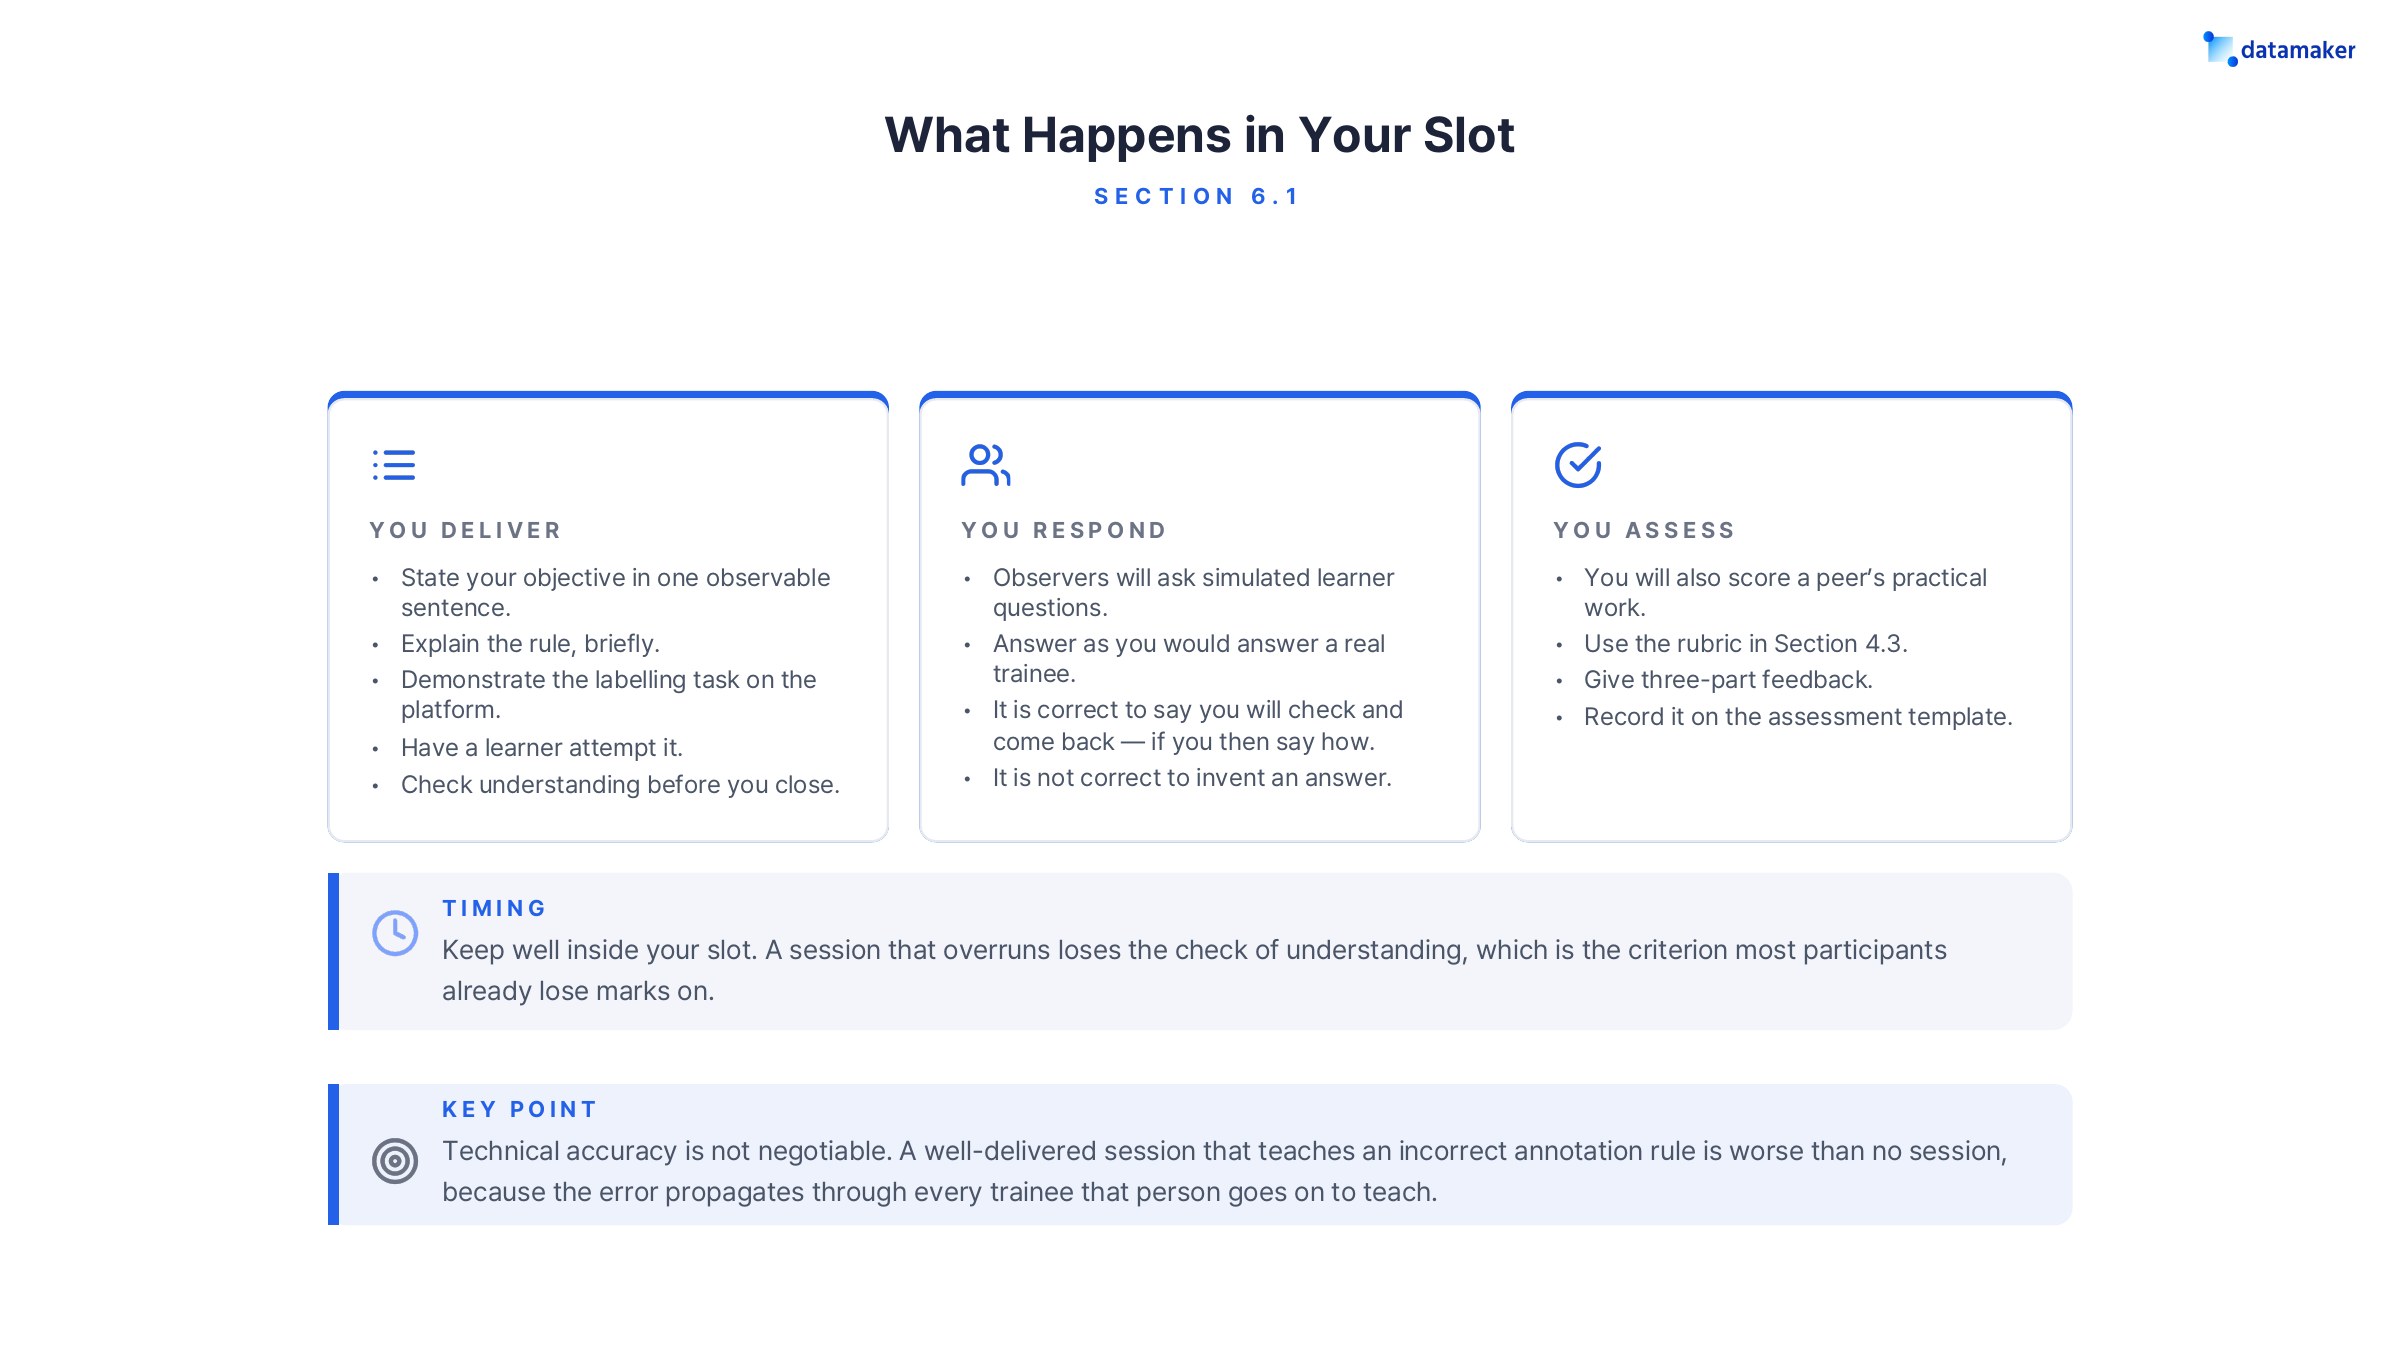 datamaker
What Happens in Your Slot
SECTION 6.1
YOU DELIVER
• State your objective in one observable
sentence.
• Explain the rule, briefly.
• Demonstrate the labelling task on the
platform.
• Have a learner attempt it.
• Check understanding before you close.
YOU RESPOND
• Observers will ask simulated learner
questions.
• Answer as you would answer a real
trainee.
• It is correct to say you will check and
come back — if you then say how.
• It is not correct to invent an answer.
YOU ASSESS
• You will also score a peer’s practical
work.
• Use the rubric in Section 4.3.
• Give three-part feedback.
• Record it on the assessment template.
TIMING
Keep well inside your slot. A session that overruns loses the check of understanding, which is the criterion most participants
already lose marks on.
KEY POINT
Technical accuracy is not negotiable. A well-delivered session that teaches an incorrect annotation rule is worse than no session,
because the error propagates through every trainee that person goes on to teach.